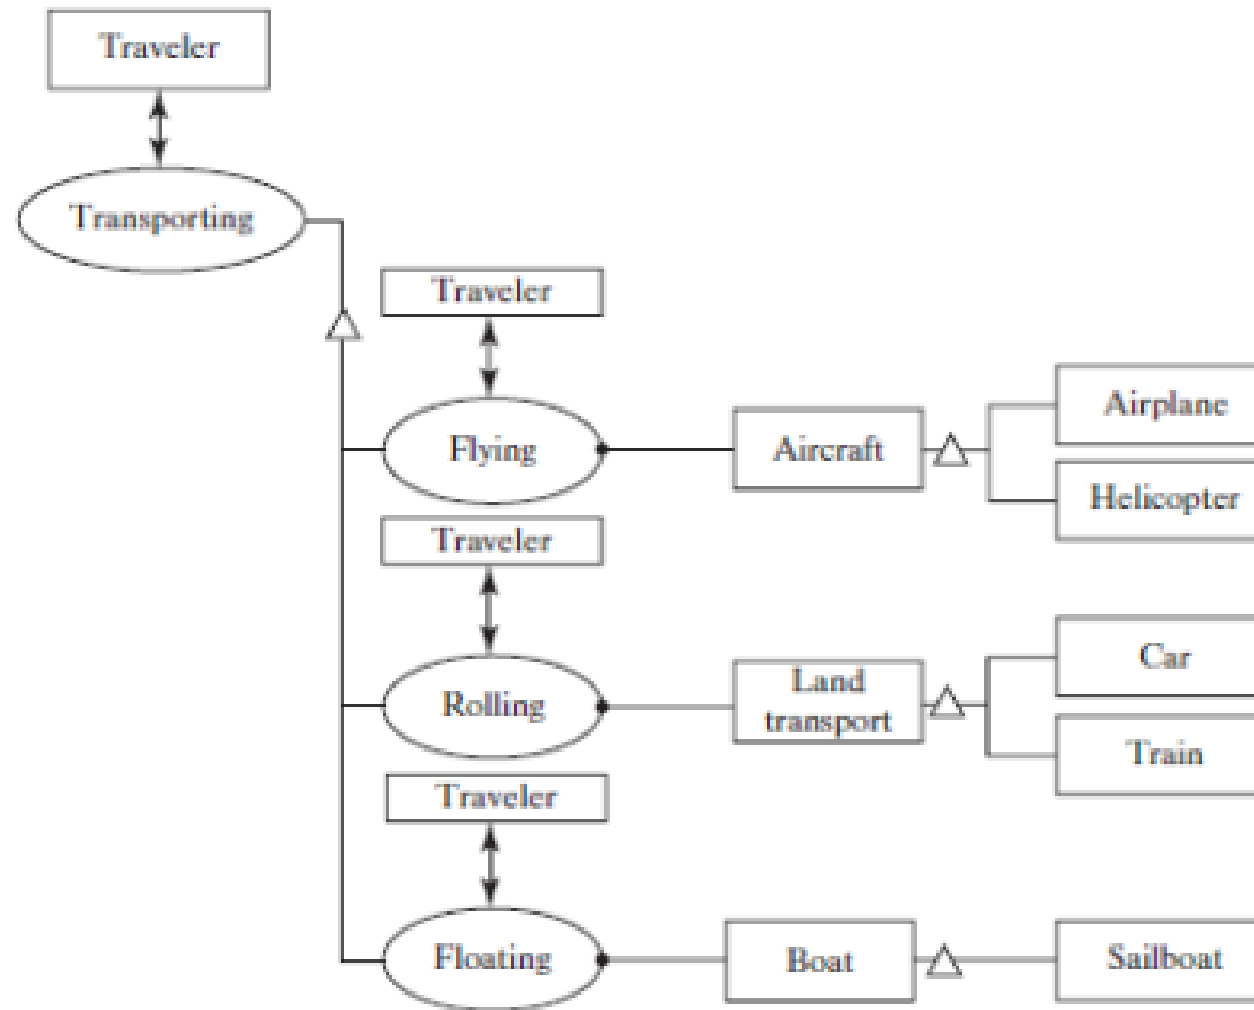 Traveler
Transporting
Traveler
Flying
Aircraft
Airplane
Helicopter
Traveler
Rolling
Land
transport
Car
Train
Traveler
Floating
Boat
Sailboat